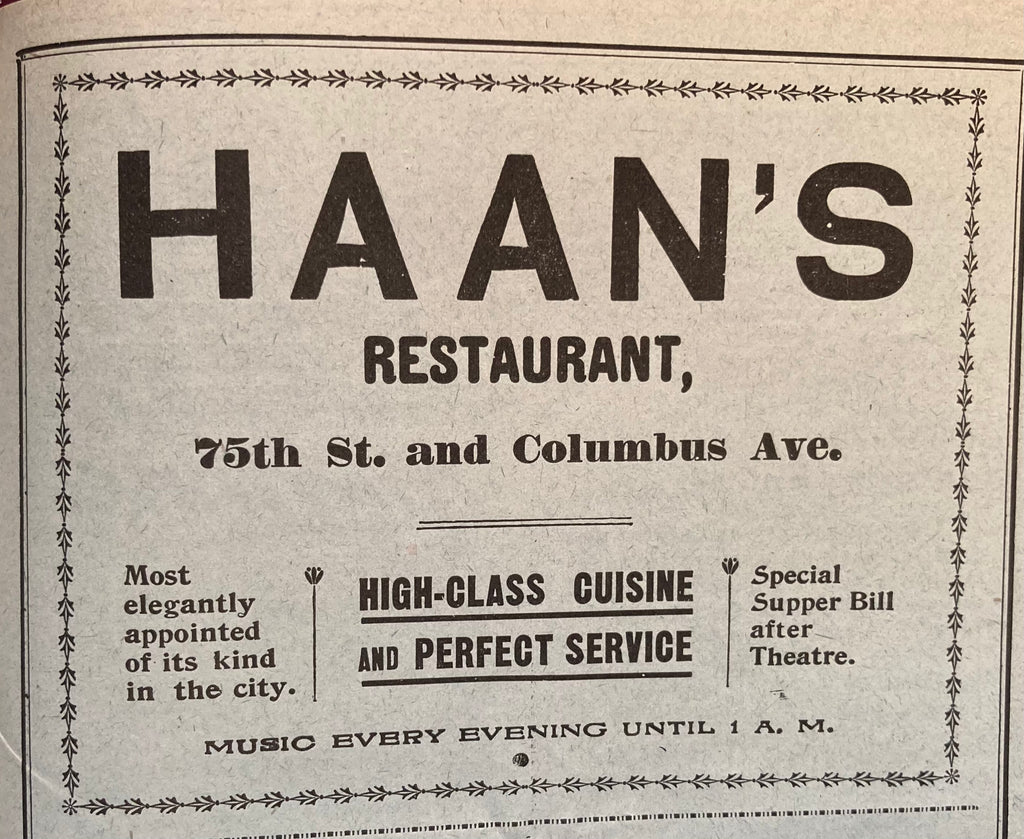 HAAN'S
RESTAURANT,
75th St. and Columbus Ave.
Most
elegantly
appointed
of its kind
in the city.
HIGH-CLASS CUISINE
AND PERFECT SERVICE
Special
Supper Bill
after
Theatre.
MUSIC EVERY EVENING UNTIL 1 A. M.